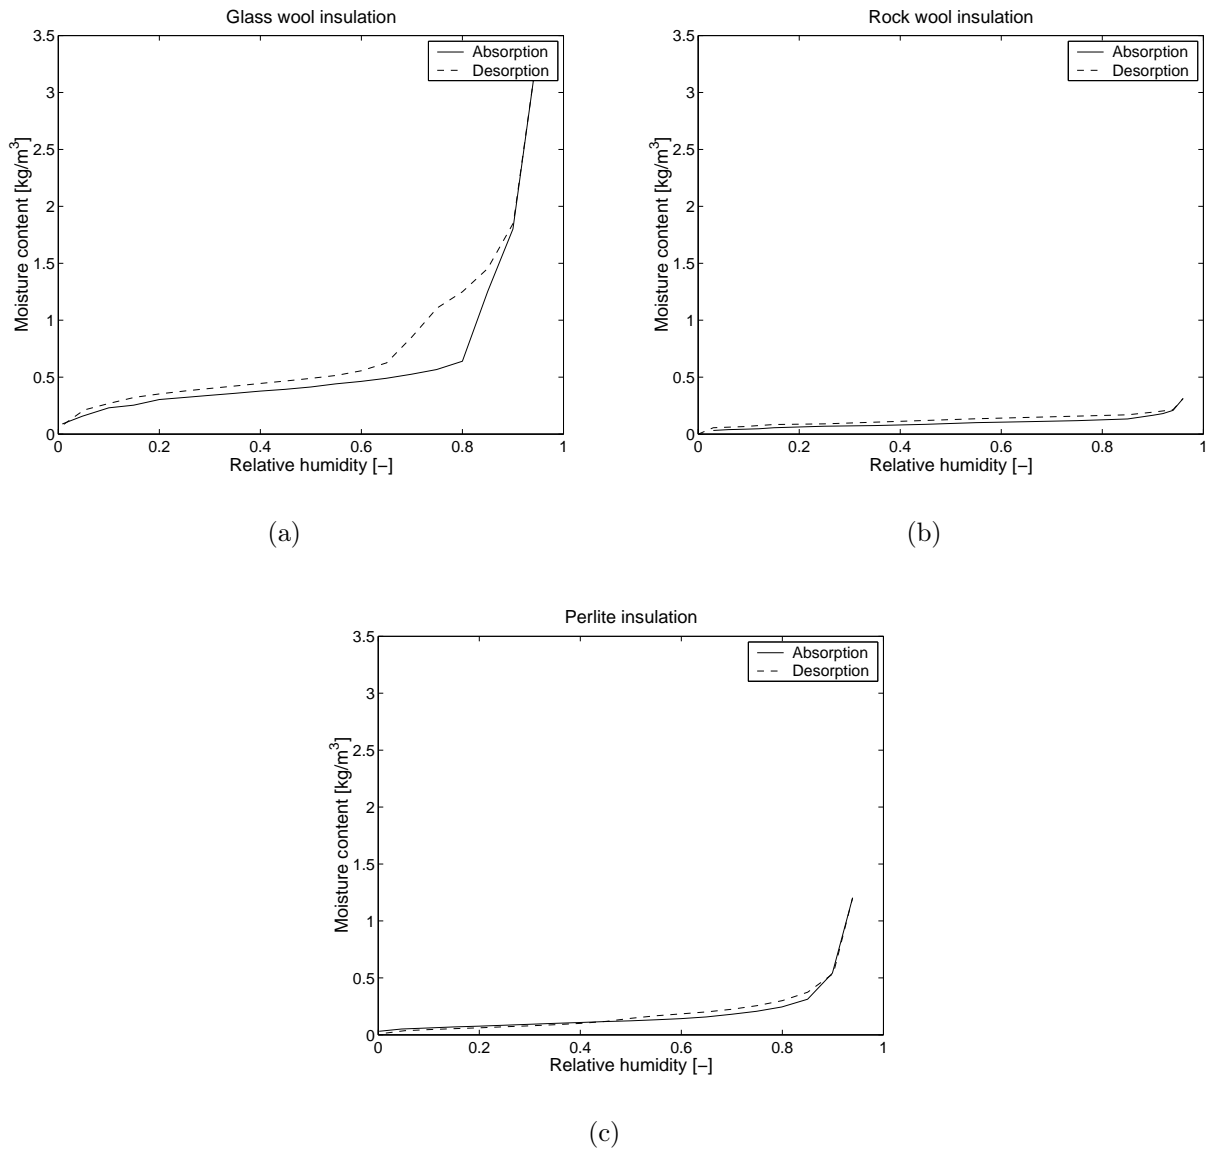 Glass wool insulation
3.5
3
2.5
2
1.5
1
0.5
0
Moisture content [kg/m3]
Absorption
Desorption
0 0.2 0.4 0.6 0.8 1
Relative humidity [−]
(a)
Rock wool insulation
3.5
3
2.5
2
1.5
1
0.5
0
Moisture content [kg/m3]
Absorption
Desorption
0 0.2 0.4 0.6 0.8 1
Relative humidity [−]
(b)
Perlite insulation
3.5
3
2.5
2
1.5
1
0.5
0
Moisture content [kg/m3]
Absorption
Desorption
0 0.2 0.4 0.6 0.8 1
Relative humidity [−]
(c)